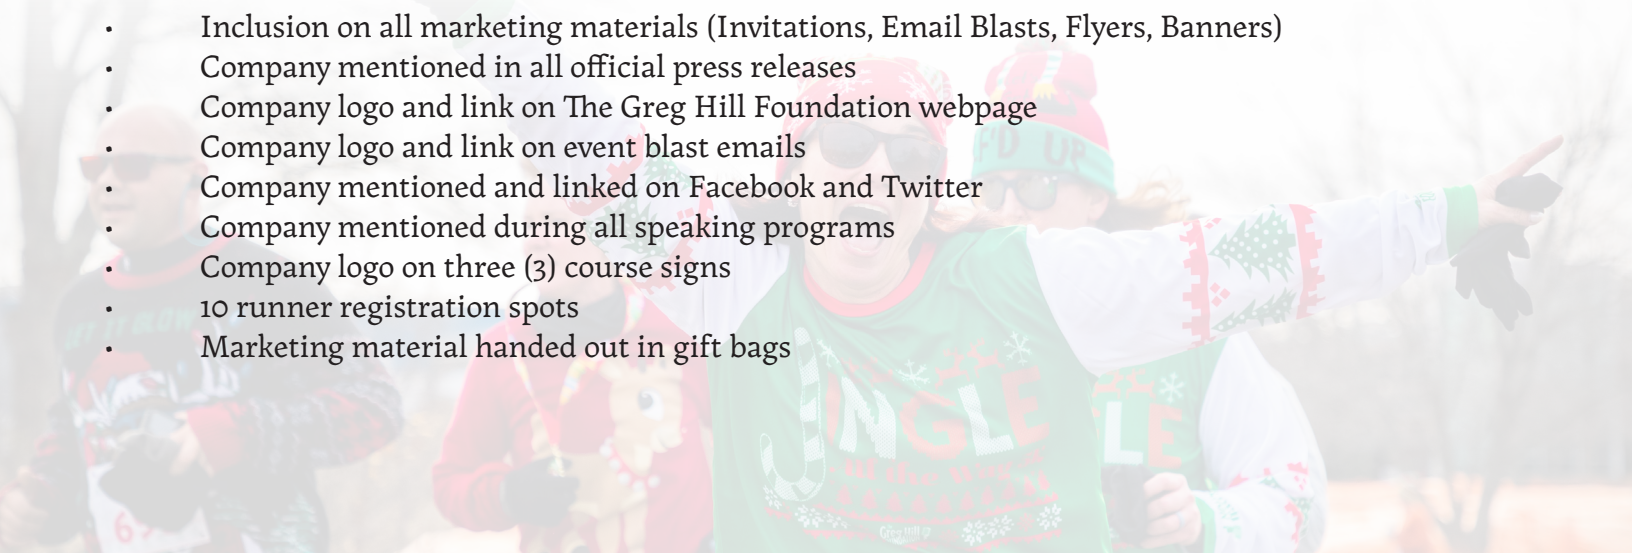 • Inclusion on all marketing materials (Invitations, Email Blasts, Flyers, Banners)
• Company mentioned in all official press releases
• Company logo and link on The Greg Hill Foundation webpage
• Company logo and link on event blast emails
• Company mentioned and linked on Facebook and Twitter
• Company mentioned during all speaking programs
• Company logo on three (3) course signs
• 10 runner registration spots
• Marketing material handed out in gift bags
F'D UP
JINGLE